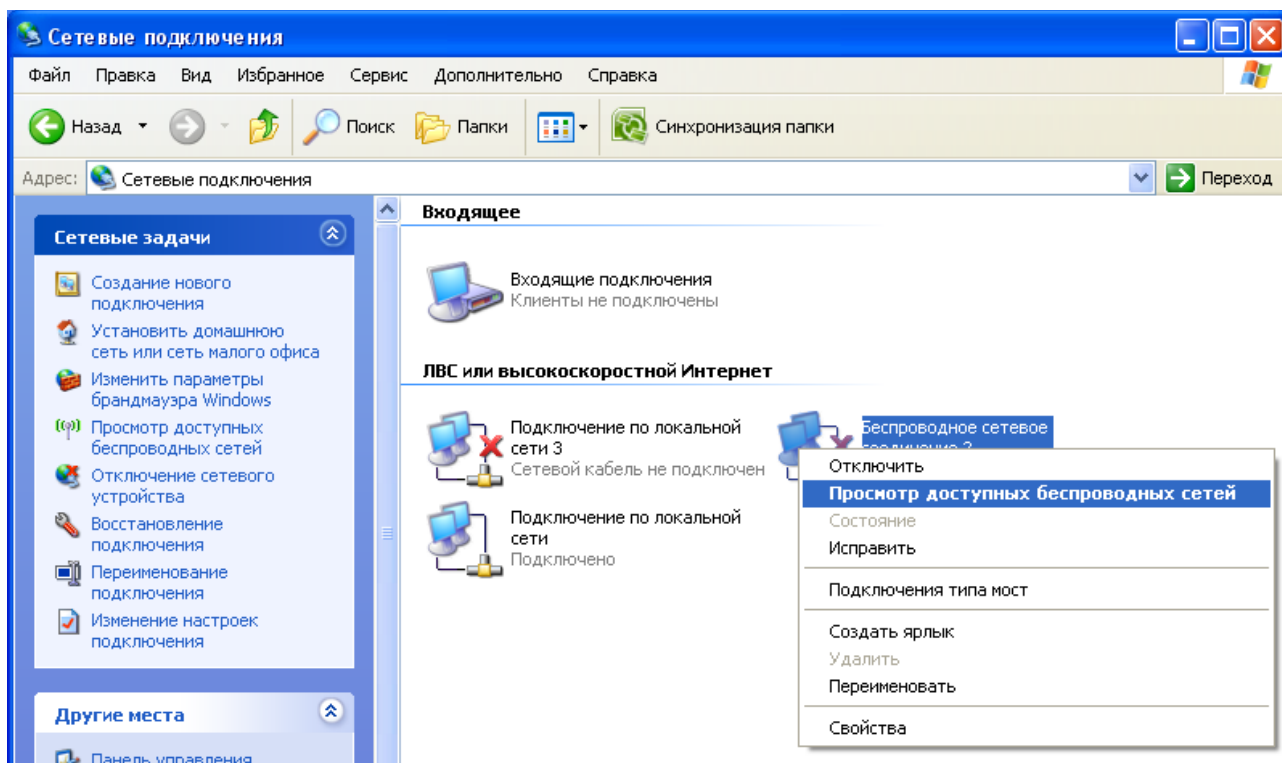 Сетевые подключения
Файл Правка Вид Избранное Сервис Дополнительно Справка
Назад Поиск Папки Синхронизация папки
Адрес: Сетевые подключения Переход
Сетевые задачи
Создание нового
подключения
Установить домашнюю
сеть или сеть малого офиса
Изменить параметры
брандмауэра Windows
Просмотр доступных
беспроводных сетей
Отключение сетевого
устройства
Восстановление
подключения
Переименование
подключения
Изменение настроек
подключения
Другие места
Панель управления
Входящее
Входящие подключения
Клиенты не подключены
ЛВС или высокоскоростной Интернет
Подключение по локальной
сети 3
Сетевой кабель не подключен
Беспроводное сетевое
соединение
Подключение по локальной
сети
Подключено
Отключить
Просмотр доступных беспроводных сетей
Состояние
Исправить
Подключения типа мост
Создать ярлык
Удалить
Переименовать
Свойства